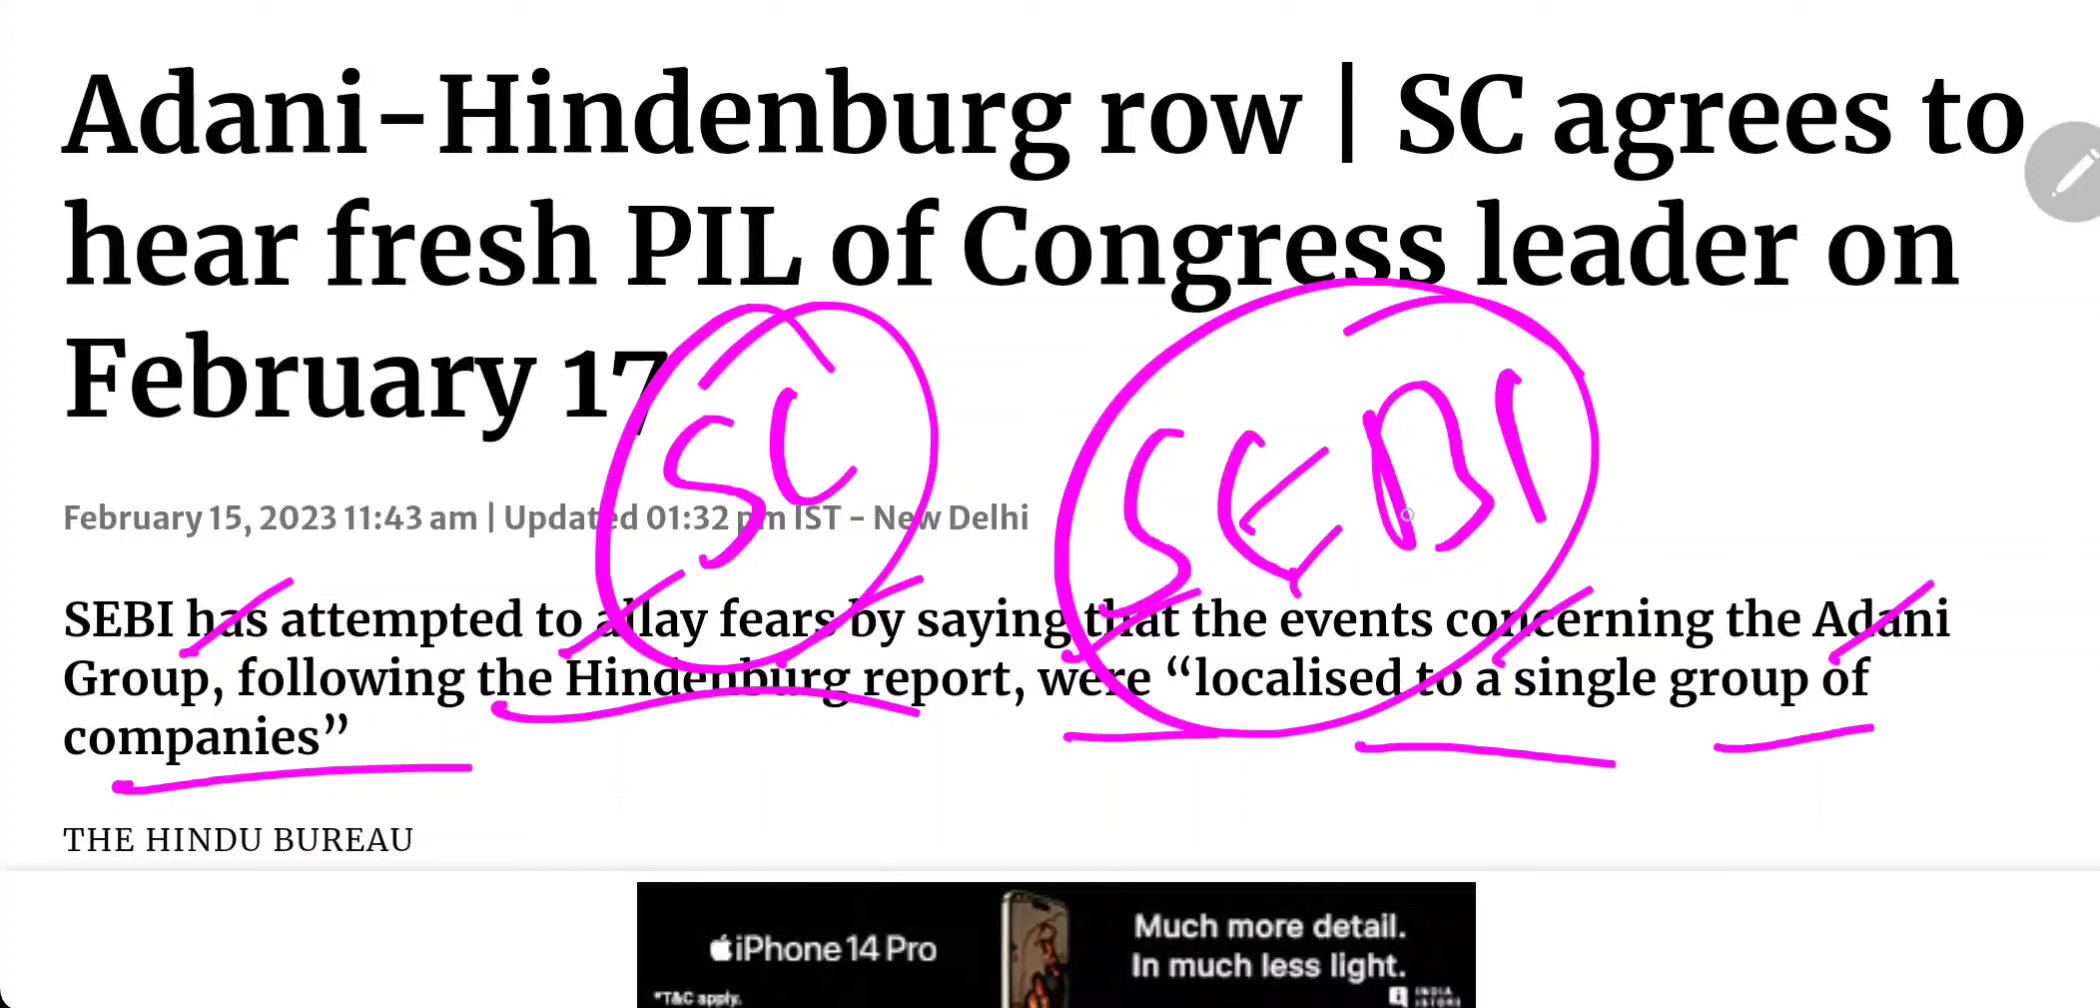 Adani-Hindenburg row | SC agrees to
hear fresh PIL of Congress leader on
February 17
SC
SEBI
February 15, 2023 11:43 am | Updated 01:32 pm IST - New Delhi
SEBI has attempted to allay fears by saying that the events concerning the Adani
Group, following the Hindenburg report, were “localised to a single group of
companies”
THE HINDU BUREAU
iPhone 14 Pro
*T&C apply.
Much more detail.
In much less light.
INDIA
iSTORE